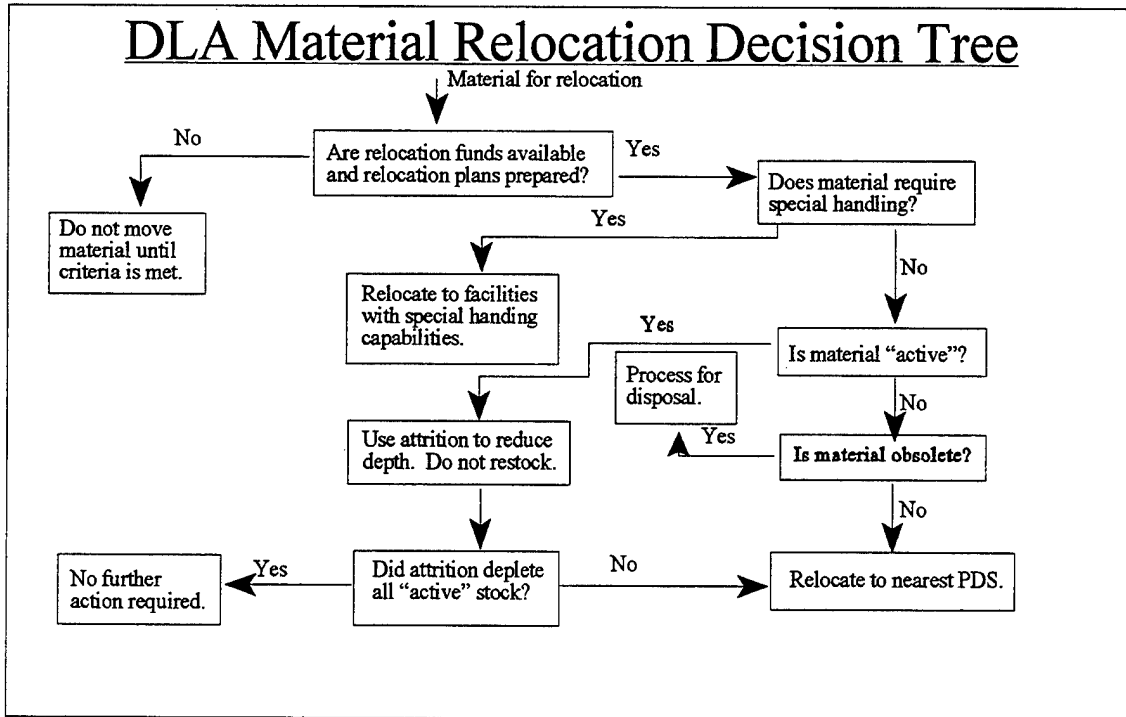 DLA Material Relocation Decision Tree
Material for relocation
No
Are relocation funds available
and relocation plans prepared?
Yes
Does material require
special handling?
Do not move
material until
criteria is met.
Yes
No
Relocate to facilities
with special handing
capabilities.
Yes
Is material “active”?
Process for
disposal.
No
Use attrition to reduce
depth. Do not restock.
Yes
Is material obsolete?
No
No further
action required.
Yes
Did attrition deplete
all “active” stock?
No
Relocate to nearest PDS.